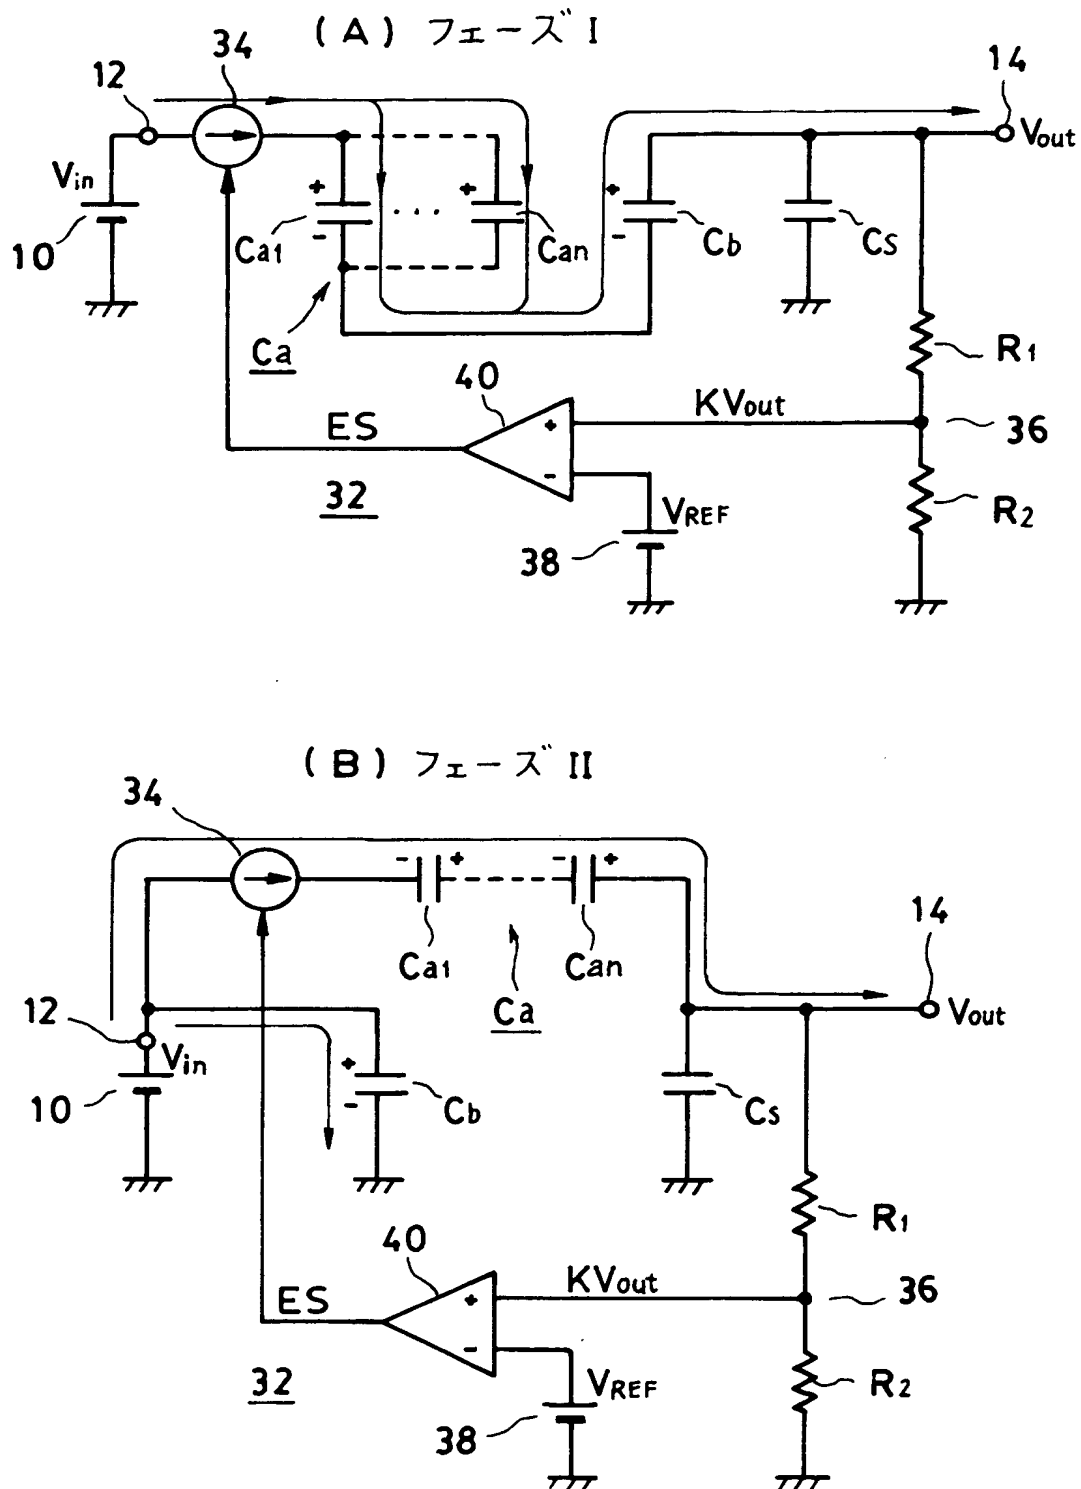 (A) フェーズ I
34
12
14
Vin
Vout
10
+
+
+
...
-
-
Ca1
Can
Cb
Cs
Ca
R1
40
KVout
36
ES
+
-
32
VREF
R2
38
(B) フェーズ II
34
- +
- +
14
Ca1
Can
12
Ca
Vout
Vin
+
10
-
Cb
Cs
R1
40
KVout
36
ES
+
-
32
VREF
R2
38